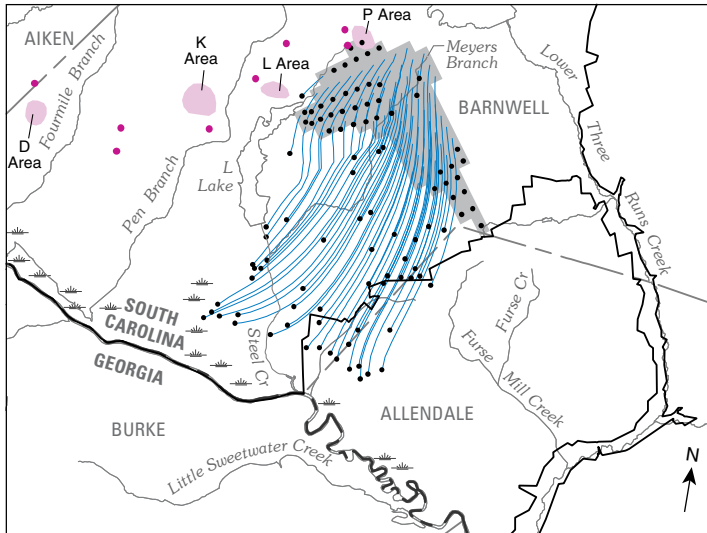 P Area
AIKEN
K
Area
L Area
Meyers
Branch
BARNWELL
Lower
Three
Runs
Creek
Fourmile Branch
D
Area
Pen Branch
L
Lake
SOUTH
CAROLINA
GEORGIA
Steel Cr
Furse Cr
Furse
Mill Creek
BURKE
ALLENDALE
Little Sweetwater Creek
N